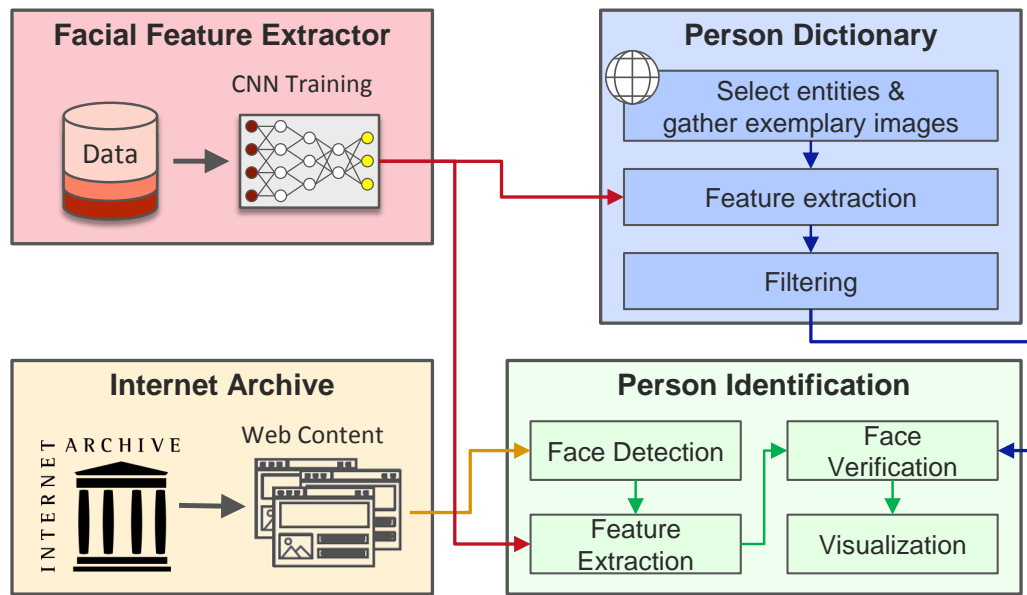 Facial Feature Extractor
CNN Training
Data
Person Dictionary
Select entities &
gather exemplary images
Feature extraction
Filtering
Internet Archive
INTERNET
ARCHIVE
Web Content
Person Identification
Face Detection
Feature
Extraction
Face
Verification
Visualization